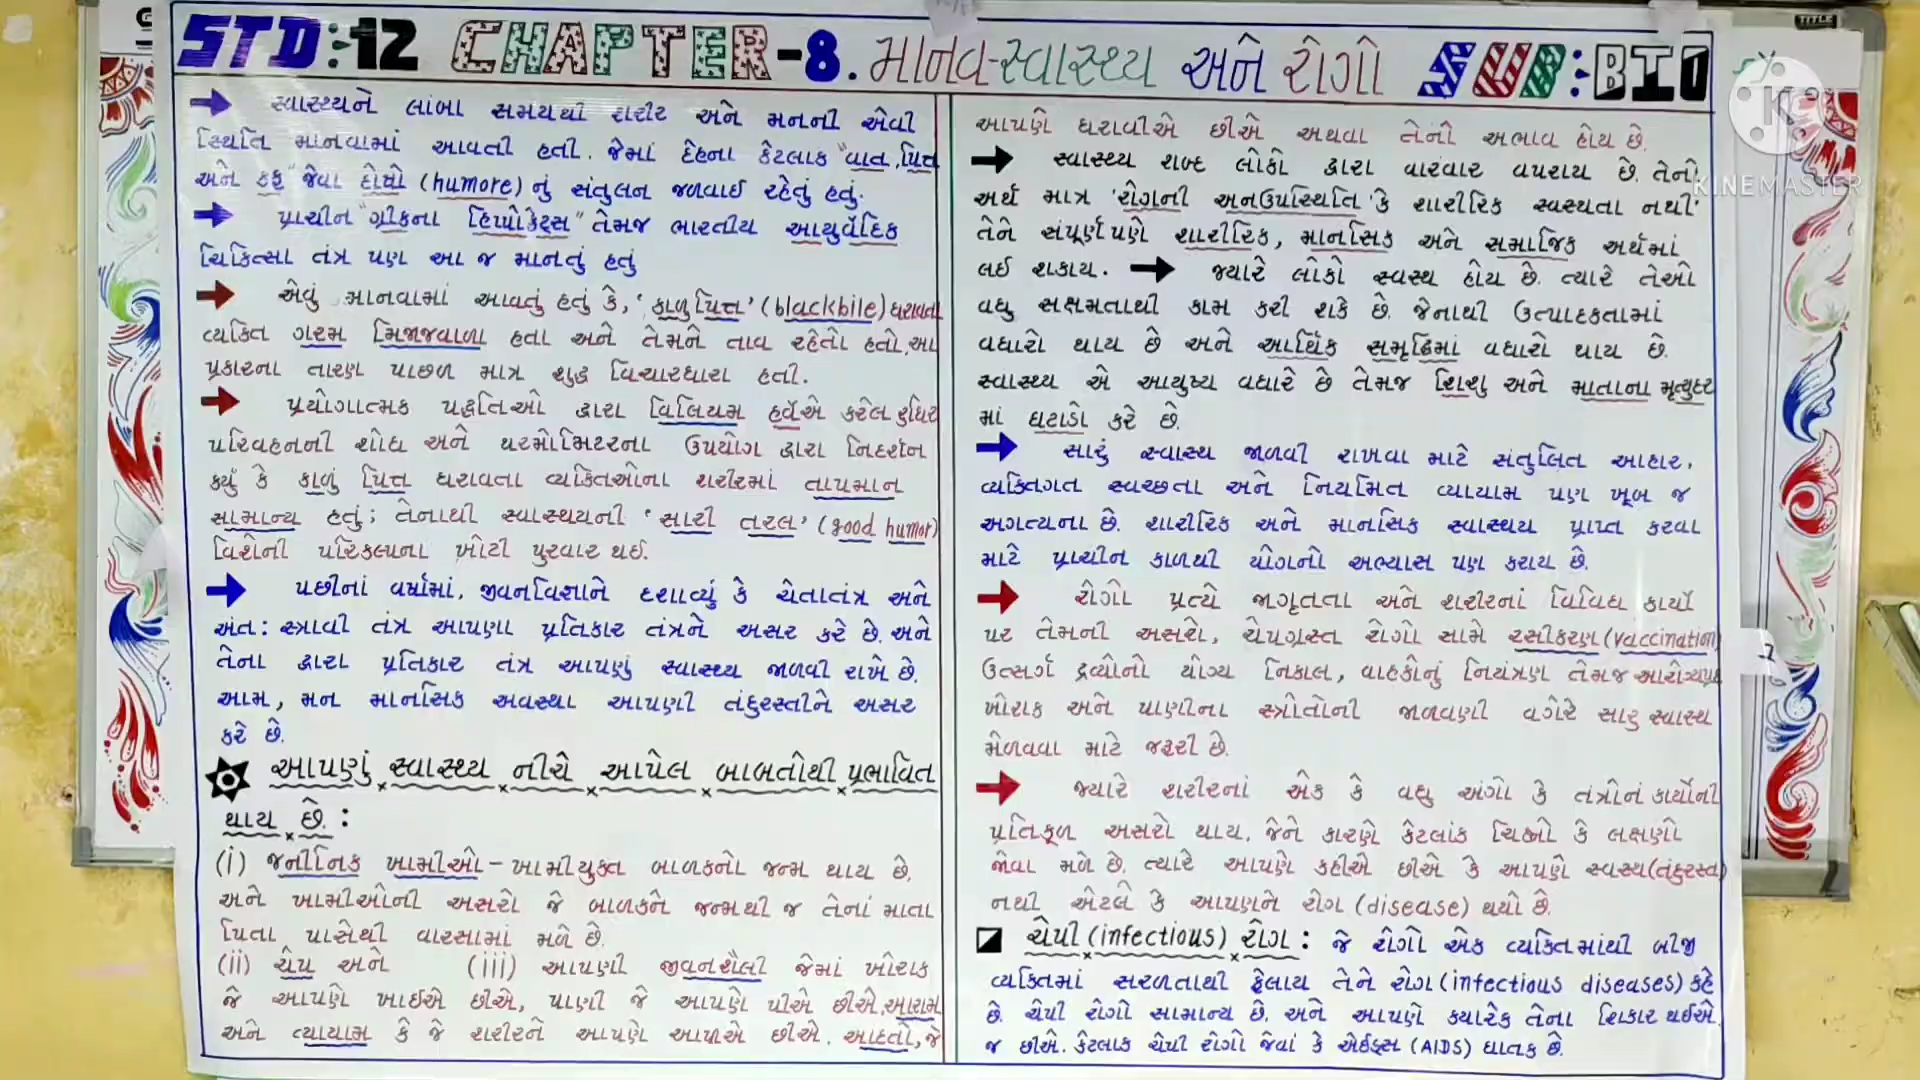 STD:-12 CHAPTER-8. માનવ-સ્વાસ્થ્ય અને રોગો SUB:-BIO
TITLE
K
KINEMASTER
→ સ્વાસ્થ્યને લાંબા સમયથી શરીર અને મનની એવી
સ્થિતિ માનવામાં આવતી હતી. જેમાં દેહના કેટલાક "વાત, પિત્ત
અને કફ" જેવા દોષો (humore) નું સંતુલન જળવાઈ રહેતું હતું.
→ પ્રાચીન "ગ્રીકના હિપ્પોક્રેટ્સ" તેમજ ભારતીય આયુર્વેદિક
ચિકિત્સા તંત્ર પણ આ જ માનતું હતું
→ એવું માનવામાં આવતું હતું કે, 'કાળુપિત્ત' (blackbile) ધરાવતા
વ્યકિત ગરમ મિજાજવાળા હતા અને તેમને તાવ રહેતો હતો. આ
પ્રકારના તારણ પાછળ માત્ર શુદ્ધ વિચારધારા હતી.
→ પ્રયોગાત્મક પદ્ધતિઓ દ્વારા વિલિયમ હર્વેએ કરેલ રુધિર
પરિવહનની શોધ અને થરમોમિટરના ઉપયોગ દ્વારા નિદર્શન
કર્યું કે કાળું પિત્ત ધરાવતા વ્યકિતઓના શરીરમાં તાપમાન
સામાન્ય હતું; તેનાથી સ્વાસ્થયની 'સારી તરલ' (good humor)
વિશેની પરિકલ્પના ખોટી પુરવાર થઈ.
→ પછીનાં વર્ષોમાં, જીવનવિજ્ઞાને દર્શાવ્યું કે ચેતાતંત્ર અને
અંત: સ્ત્રાવી તંત્ર આપણા પ્રતિકાર તંત્રને અસર કરે છે. અને
તેના દ્વારા પ્રતિકાર તંત્ર આપણું સ્વાસ્થ્ય જાળવી રાખે છે.
આમ, મન માનસિક અવસ્થા આપણી તંદુરસ્તીને અસર
કરે છે.
આપણું સ્વાસ્થ્ય નીચે આપેલ બાબતોથી પ્રભાવિત
થાય છે. :
(i) જનીનિક ખામીઓ - ખામીયુક્ત બાળકનો જન્મ થાય છે.
અને ખામીઓની અસરો જે બાળકને જન્મથી જ તેનાં માતા
પિતા પાસેથી વારસામાં મળે છે.
(ii) ચેપ અને (iii) આપણી જીવનશૈલી જેમાં ખોરાક
જે આપણે ખાઈએ છીએ, પાણી જે આપણે પીએ છીએ, આરામ
અને વ્યાયામ કે જે શરીરને આપણે આપીએ છીએ. આદતો, જે
આપણે ધરાવીએ છીએ અથવા તેનો અભાવ હોય છે.
→ સ્વાસ્થ્ય શબ્દ લોકો દ્વારા વારંવાર વપરાય છે. તેનો
અર્થ માત્ર 'રોગની અનઉપસ્થિતિ' કે શારીરિક સ્વસ્થતા નથી'
તેને સંપૂર્ણપણે શારીરિક, માનસિક અને સમાજિક અર્થમાં
લઈ શકાય. → જ્યારે લોકો સ્વસ્થ હોય છે. ત્યારે તેઓ
વધુ સક્ષમતાથી કામ કરી શકે છે. જેનાથી ઉત્પાદકતામાં
વધારો થાય છે અને આર્થિક સમૃદ્ધિમાં વધારો થાય છે.
સ્વાસ્થ્ય એ આયુષ્ય વધારે છે તેમજ શિશુ અને માતાના મૃત્યુદર
માં ઘટાડો કરે છે.
→ સારું સ્વાસ્થ જાળવી રાખવા માટે સંતુલિત આહાર,
વ્યકિતગત સ્વચ્છતા અને નિયમિત વ્યાયામ પણ ખૂબ જ
અગત્યના છે. શારીરિક અને માનસિક સ્વાસ્થય પ્રાપ્ત કરવા
માટે પ્રાચીન કાળથી યોગનો અભ્યાસ પણ કરાય છે.
→ રોગો પ્રત્યે જાગૃતતા અને શરીરનાં વિવિધ કાર્યો
પર તેમની અસરો, ચેપગ્રસ્ત રોગો સામે રસીકરણ (vaccination)
ઉત્સર્ગ દ્રવ્યોનો યોગ્ય નિકાલ, વાહકોનું નિયંત્રણ તેમજ આરોગ્યપ્રદ
ખોરાક અને પાણીના સ્ત્રોતોની જાળવણી વગેરે સારુ સ્વાસ્થ
મેળવવા માટે જરૂરી છે.
→ જ્યારે શરીરનાં એક કે વધુ અંગો કે તંત્રોનં કાર્યોની
પ્રતિકૂળ અસરો થાય, જેને કારણે કેટલાંક ચિહ્નો કે લક્ષણો
જોવા મળે છે. ત્યારે આપણે કહીએ છીએ કે આપણે સ્વસ્થ (તંદુરસ્ત)
નથી એટલે કે આપણને રોગ (disease) થયો છે.
ચેપી (infectious) રોગ : જે રોગો એક વ્યકિતમાંથી બીજી
વ્યકિતમાં સરળતાથી ફેલાય તેને રોગ (infectious diseases) કહે
છે. ચેપી રોગો સામાન્ય છે. અને આપણે ક્યારેક તેના શિકાર થઈએ
જ છીએ. કેટલાક ચેપી રોગો જેવાં કે એઈડ્સ (AIDS) ઘાતક છે.